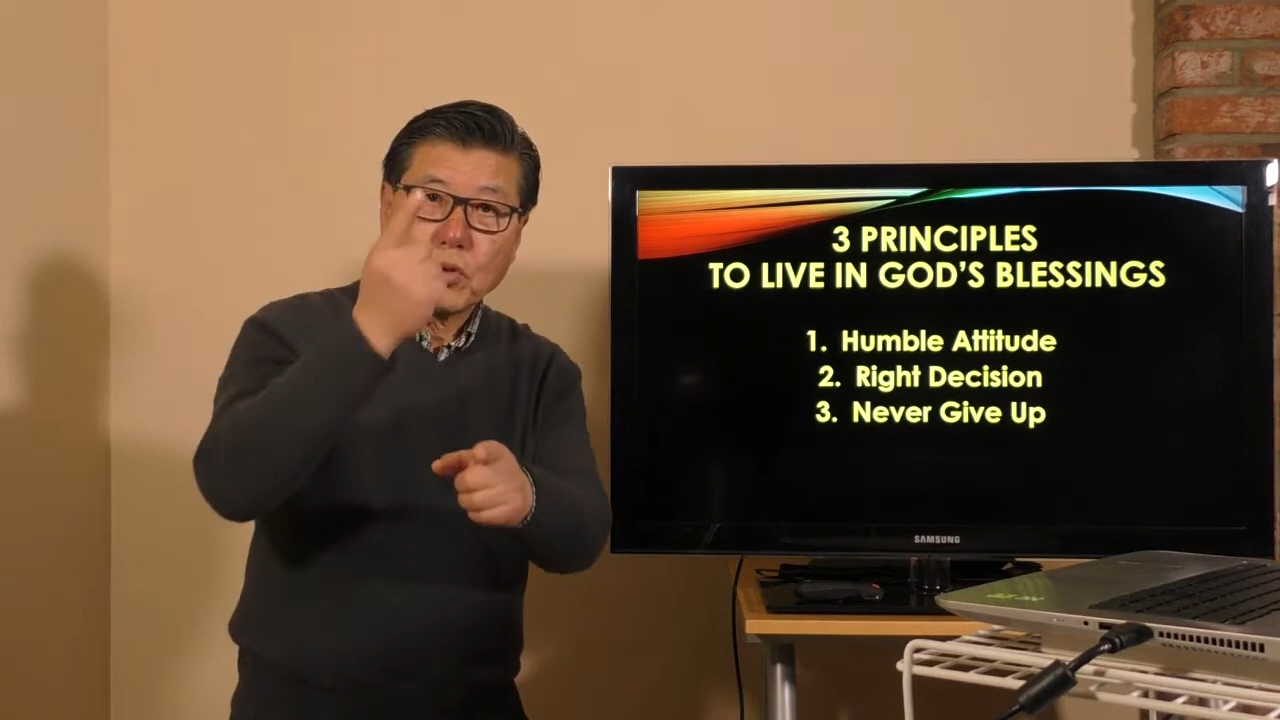 3 PRINCIPLES
TO LIVE IN GOD'S BLESSINGS
1. Humble Attitude
2. Right Decision
3. Never Give Up
SAMSUNG